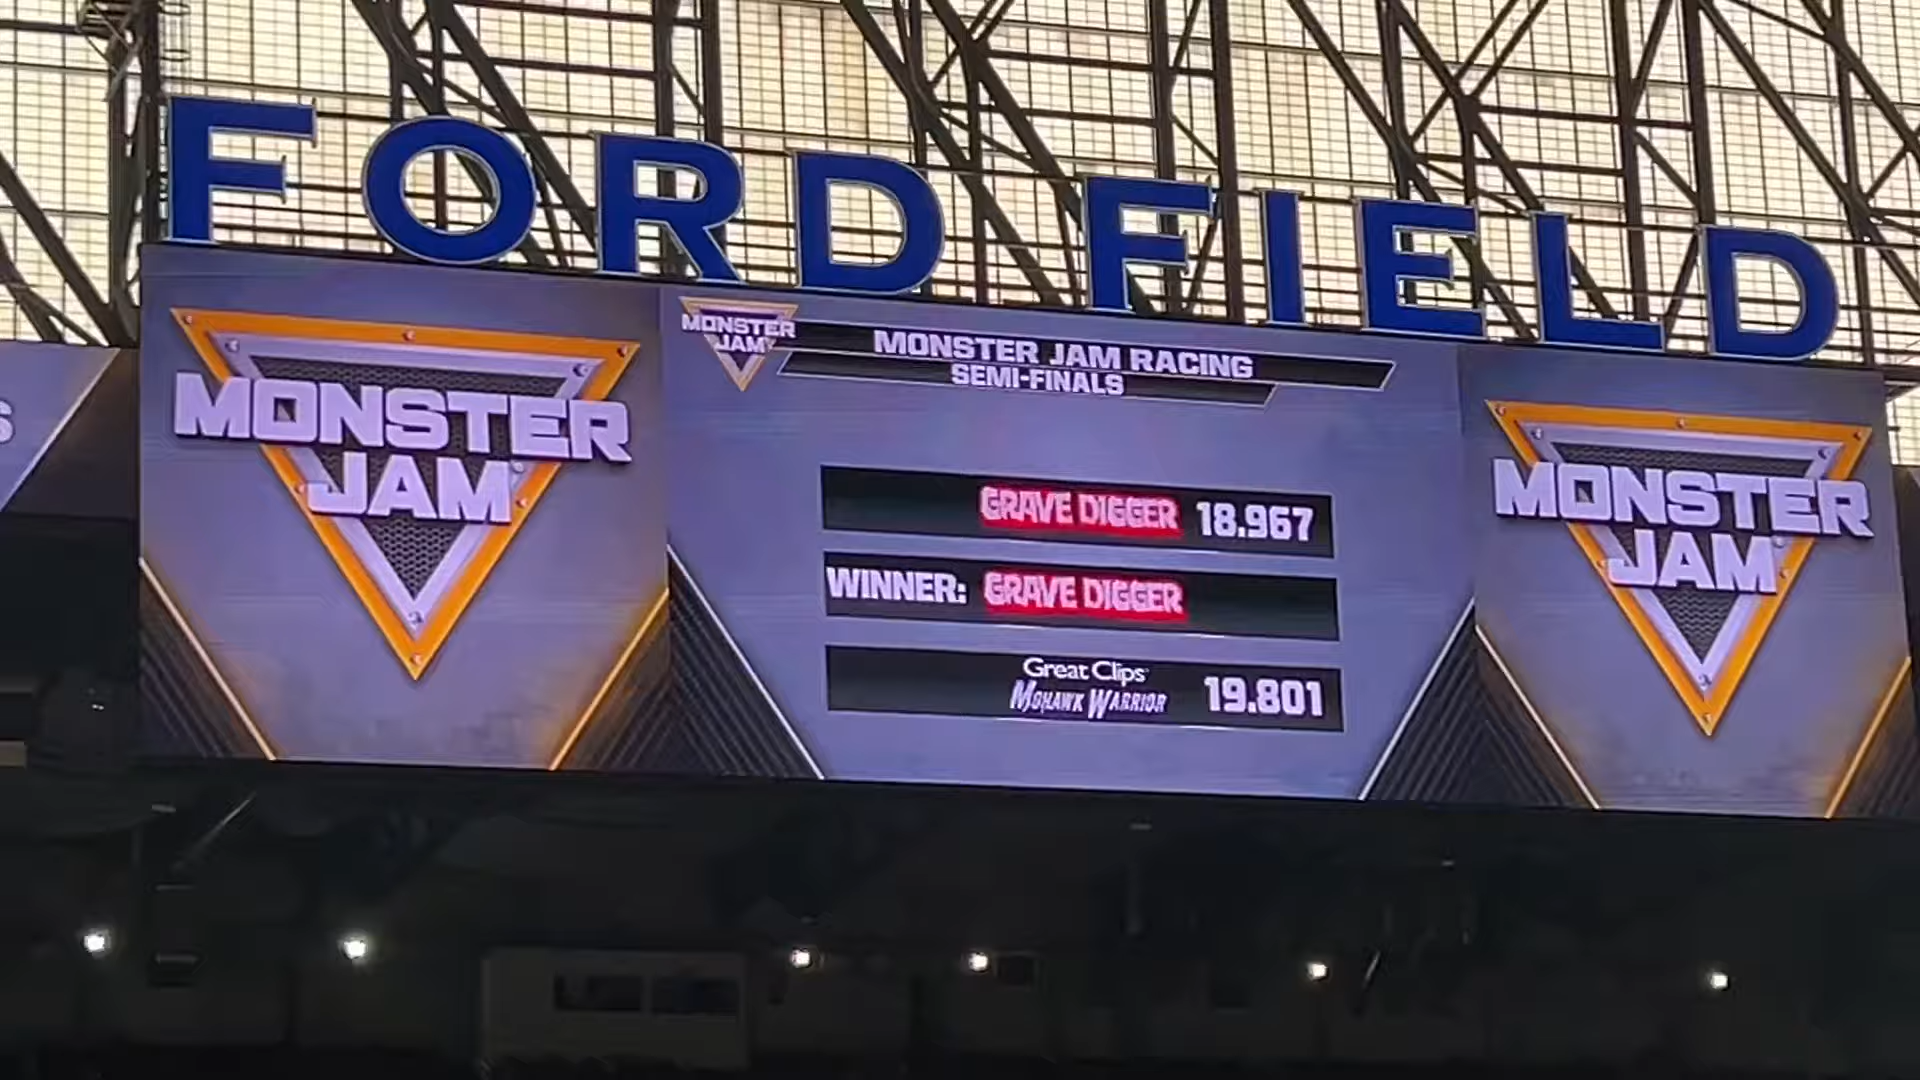 FORD FIELD
S
MONSTER
JAM
MONSTER
JAM
MONSTER JAM RACING
SEMI-FINALS
GRAVE DIGGER 18.967
WINNER: GRAVE DIGGER
Great Clips
MOHAWK WARRIOR 19.801
MONSTER
JAM